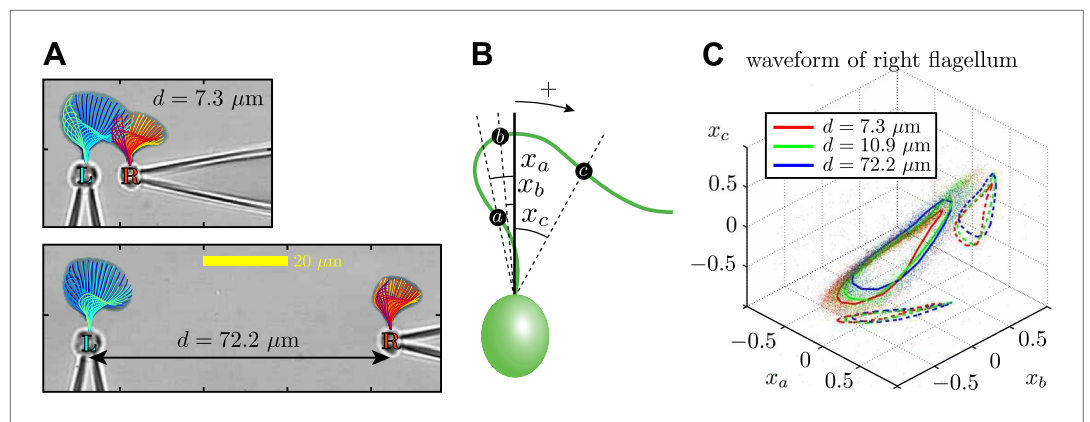 A
d = 7.3 μm
L R
20 μm
d = 72.2 μm
L R
B
+
b
x_a
x_b
c
a
x_c
C
waveform of right flagellum
x_c
d = 7.3 μm
d = 10.9 μm
d = 72.2 μm
0.5
0
−0.5
−0.5
0
0.5
x_a
−0.5
0
0.5
x_b